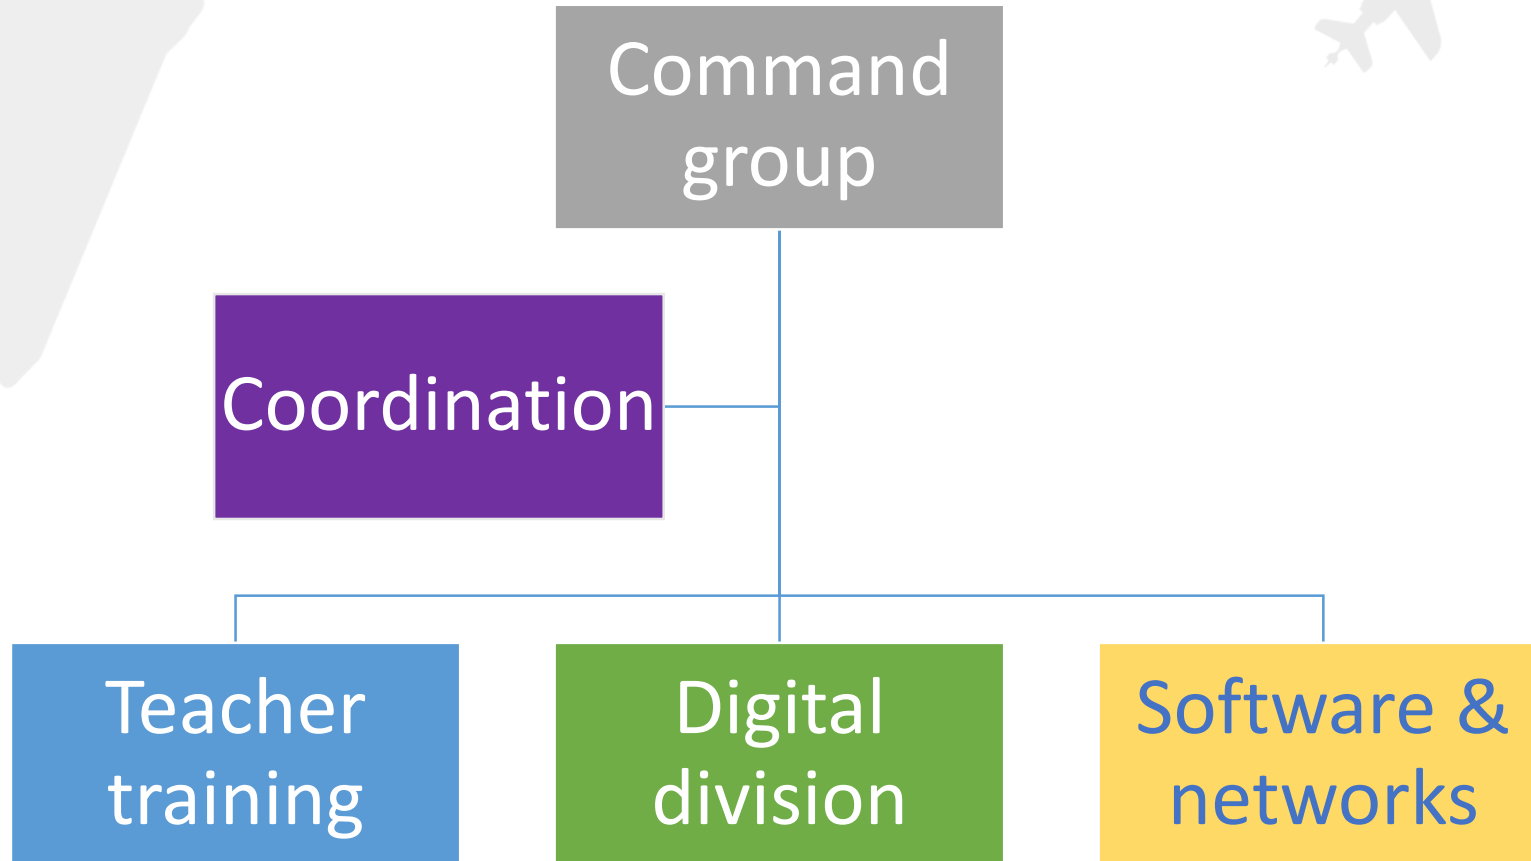 Command
group
Coordination
Teacher
training
Digital
division
Software &
networks